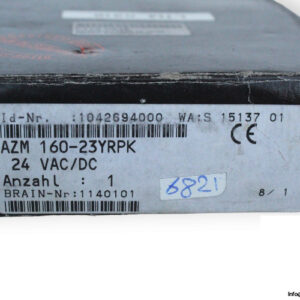 Id-Nr. :1042694000 WA:S 15137 01
AZM 160-23YRPK
24 VAC/DC
CE
Anzahl : 1
6821
BRAIN-Nr:1140101 8/ 1